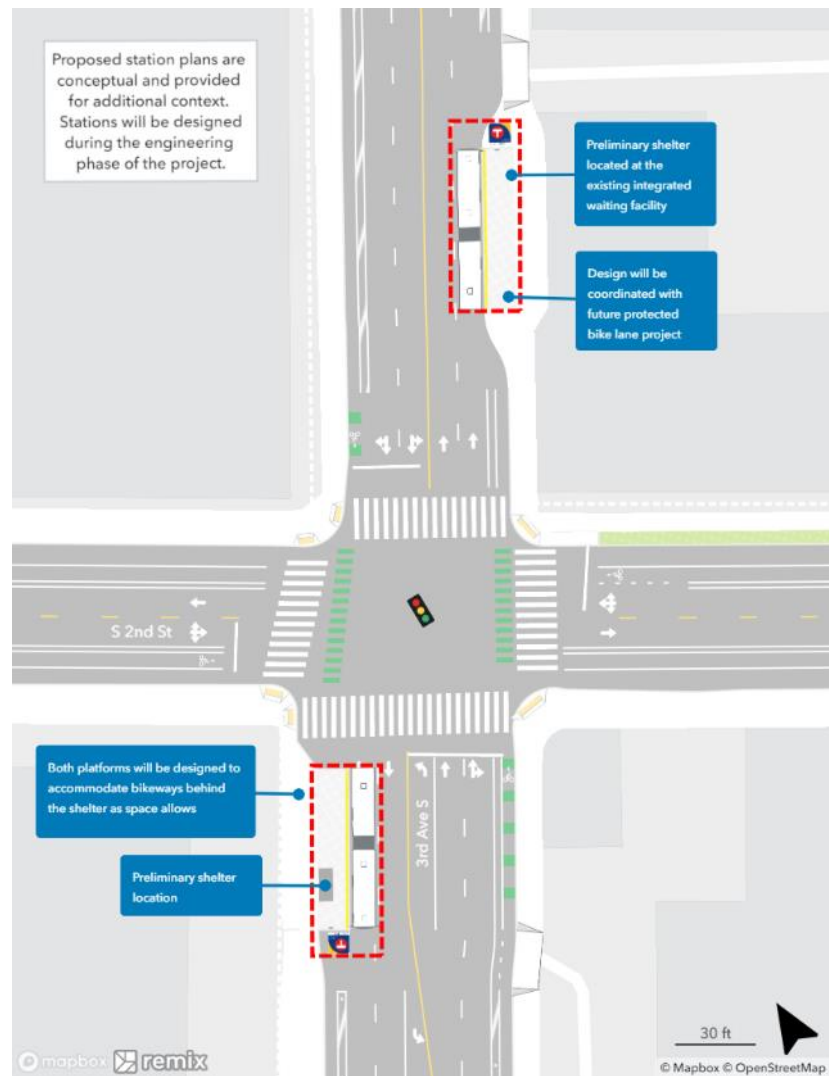 Proposed station plans are
conceptual and provided
for additional context.
Stations will be designed
during the engineering
phase of the project.
Preliminary shelter
located at the
existing integrated
waiting facility
Design will be
coordinated with
future protected
bike lane project
S 2nd St
Both platforms will be designed to
accommodate bikeways behind
the shelter as space allows
3rd Ave S
Preliminary shelter
location
30 ft
mapbox remix
© Mapbox © OpenStreetMap